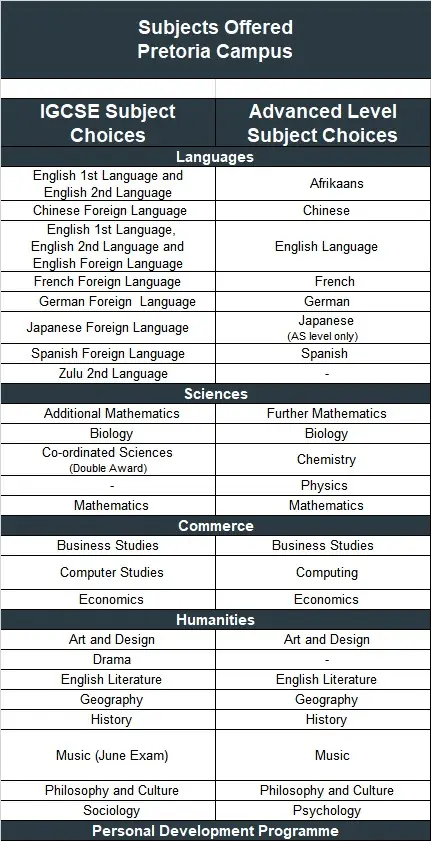 Subjects Offered
Pretoria Campus
IGCSE Subject
Choices
Advanced Level
Subject Choices
Languages
English 1st Language and
English 2nd Language
Afrikaans
Chinese Foreign Language
Chinese
English 1st Language,
English 2nd Language and
English Foreign Language
English Language
French Foreign Language
French
German Foreign Language
German
Japanese Foreign Language
Japanese
(AS level only)
Spanish Foreign Language
Spanish
Zulu 2nd Language
-
Sciences
Additional Mathematics
Further Mathematics
Biology
Biology
Co-ordinated Sciences
(Double Award)
Chemistry
-
Physics
Mathematics
Mathematics
Commerce
Business Studies
Business Studies
Computer Studies
Computing
Economics
Economics
Humanities
Art and Design
Art and Design
Drama
-
English Literature
English Literature
Geography
Geography
History
History
Music (June Exam)
Music
Philosophy and Culture
Philosophy and Culture
Sociology
Psychology
Personal Development Programme